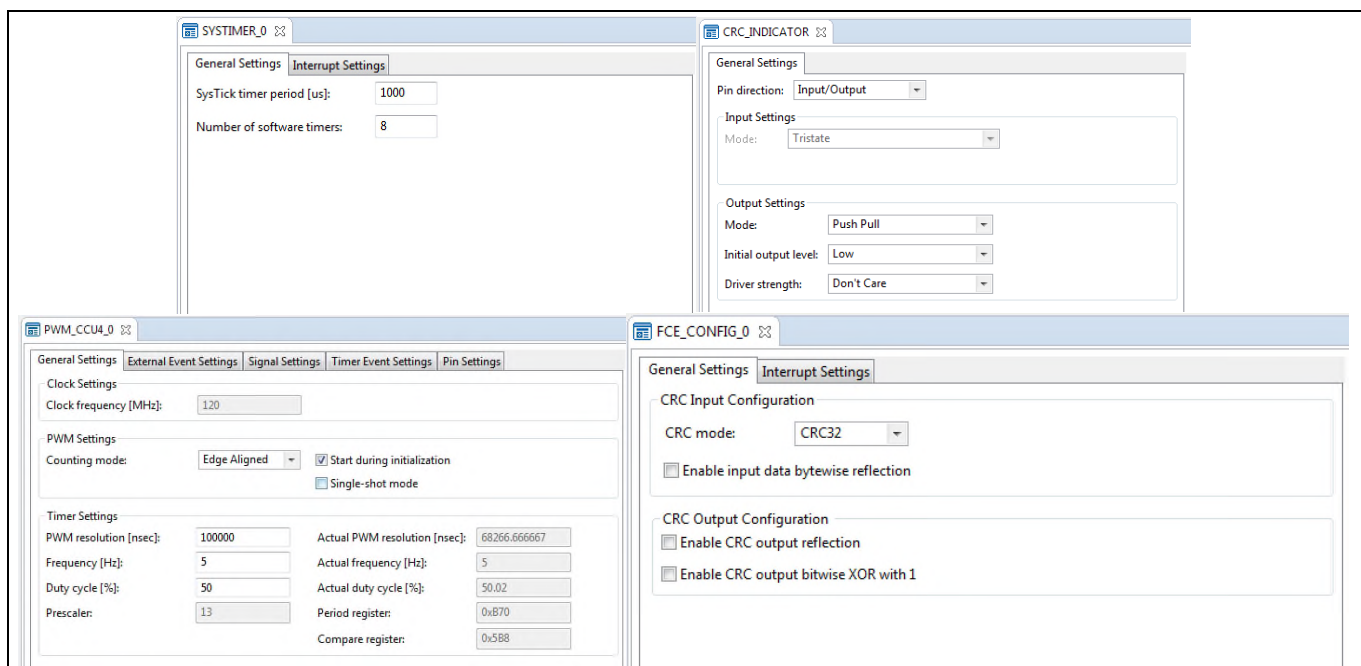 SYSTIMER_0
General Settings Interrupt Settings
SysTick timer period [us]: 1000
Number of software timers: 8
CRC_INDICATOR
General Settings
Pin direction: Input/Output
Input Settings
Mode: Tristate
Output Settings
Mode: Push Pull
Initial output level: Low
Driver strength: Don't Care
PWM_CCU4_0
General Settings External Event Settings Signal Settings Timer Event Settings Pin Settings
Clock Settings
Clock frequency [MHz]: 120
PWM Settings
Counting mode: Edge Aligned Start during initialization
Single-shot mode
Timer Settings
PWM resolution [nsec]: 100000 Actual PWM resolution [nsec]: 68266.666667
Frequency [Hz]: 5 Actual frequency [Hz]: 5
Duty cycle [%]: 50 Actual duty cycle [%]: 50.02
Prescaler: 13 Period register: 0xB70
Compare register: 0x5B8
FCE_CONFIG_0
General Settings Interrupt Settings
CRC Input Configuration
CRC mode: CRC32
Enable input data bytewise reflection
CRC Output Configuration
Enable CRC output reflection
Enable CRC output bitwise XOR with 1